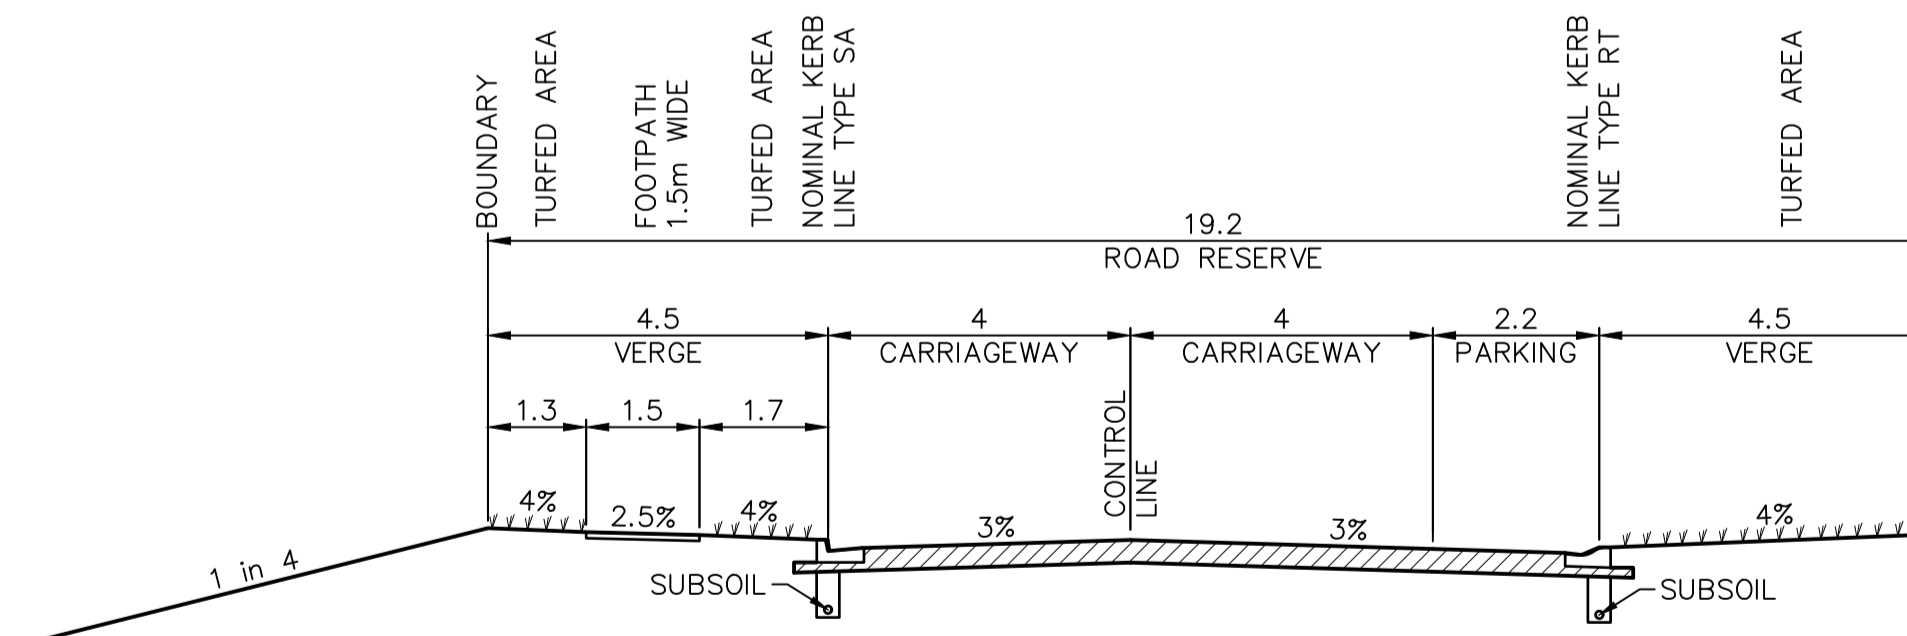 BOUNDARY
TURFED AREA
FOOTPATH
1.5m WIDE
TURFED AREA
NOMINAL KERB
LINE TYPE SA
NOMINAL KERB
LINE TYPE RT
TURFED AREA
19.2
ROAD RESERVE
4.5
VERGE
4
CARRIAGEWAY
4
CARRIAGEWAY
2.2
PARKING
4.5
VERGE
1.3
1.5
1.7
CONTROL
LINE
4%
2.5%
4%
3%
3%
4%
1 in 4
SUBSOIL
SUBSOIL